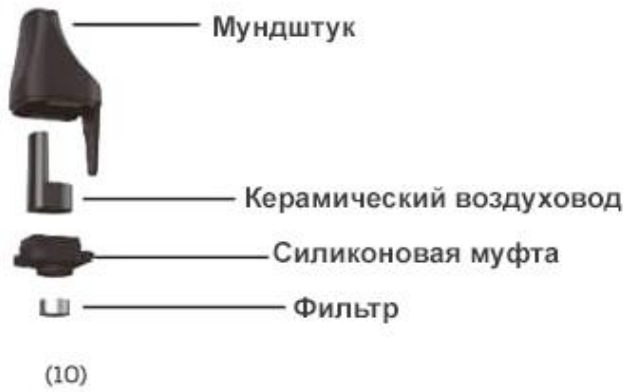 Мундштук
Керамический воздуховод
Силиконовая муфта
Фильтр
(10)